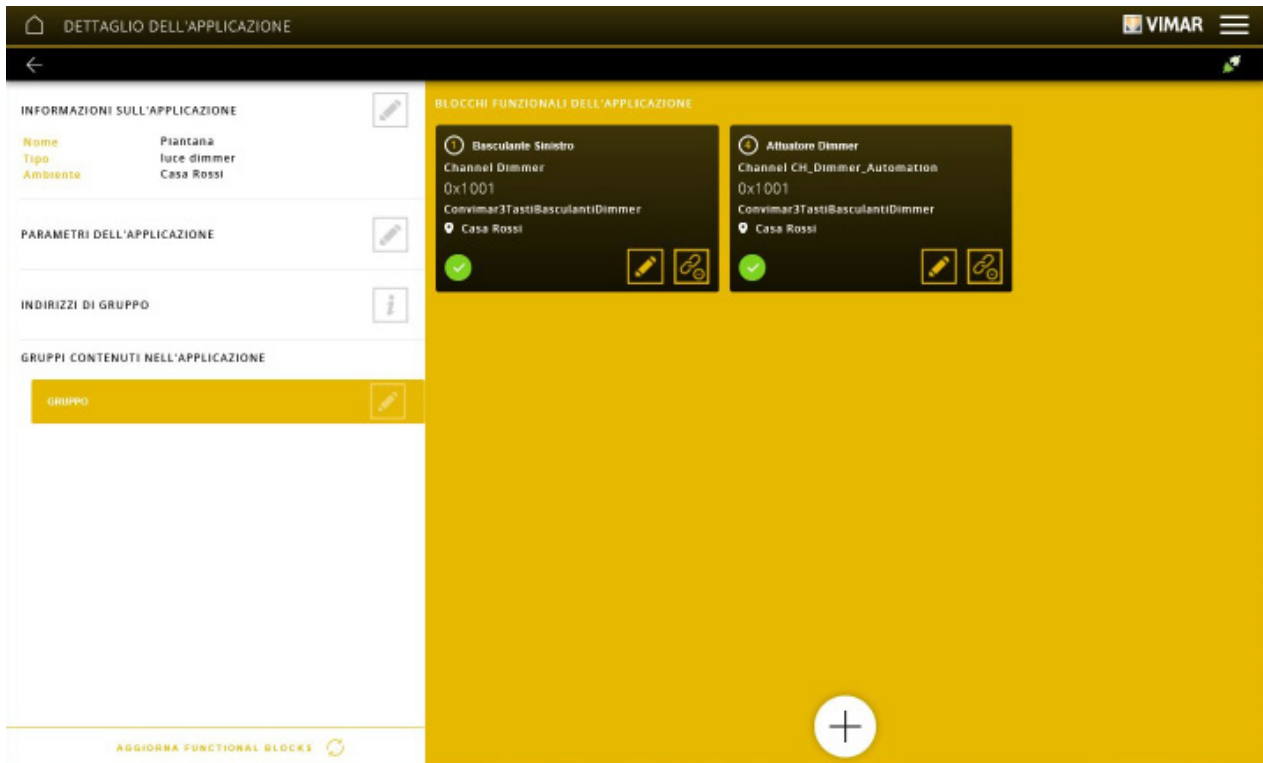 DETTAGLIO DELL'APPLICAZIONE
VIMAR
INFORMAZIONI SULL'APPLICAZIONE
Nome Piantana
Tipo luce dimmer
Ambiente Casa Rossi
PARAMETRI DELL'APPLICAZIONE
INDIRIZZI DI GRUPPO
i
GRUPPI CONTENUTI NELL'APPLICAZIONE
GRUPPO
AGGIORNA FUNCTIONAL BLOCKS
BLOCCHI FUNZIONALI DELL'APPLICAZIONE
1 Basculante Sinistro
Channel Dimmer
0x1001
Convimar3TastiBasculantiDimmer
Casa Rossi
4 Attuatore Dimmer
Channel CH_Dimmer_Automation
0x1001
Convimar3TastiBasculantiDimmer
Casa Rossi